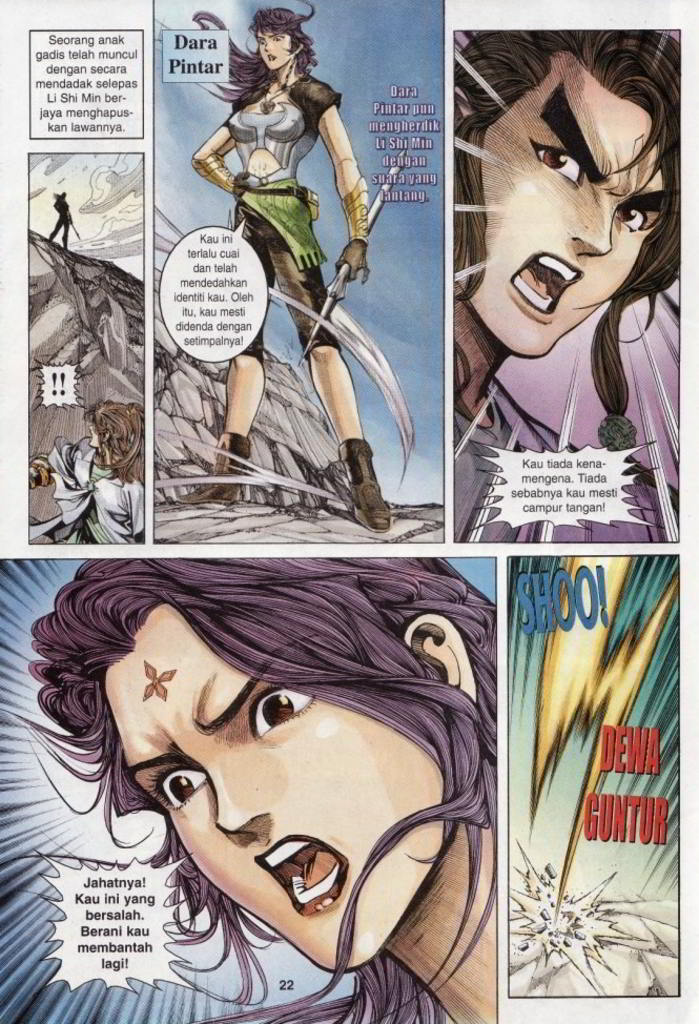 Seorang anak
gadis telah muncul
dengan secara
mendadak selepas
Li Shi Min ber-
jaya menghapus-
kan lawannya.
!!
Dara
Pintar
Dara
Pintar pun
mengherdik
Li Shi Min
dengan
suara yang
lantang.
Kau ini
terlalu cuai
dan telah
mendedahkan
identiti kau. Oleh
itu, kau mesti
didenda dengan
setimpalnya!
Kau tiada kena-
mengena. Tiada
sebabnya kau mesti
campur tangan!
Jahatnya!
Kau ini yang
bersalah.
Berani kau
membantah
lagi!
SHOO!
DEWA
GUNTUR
22